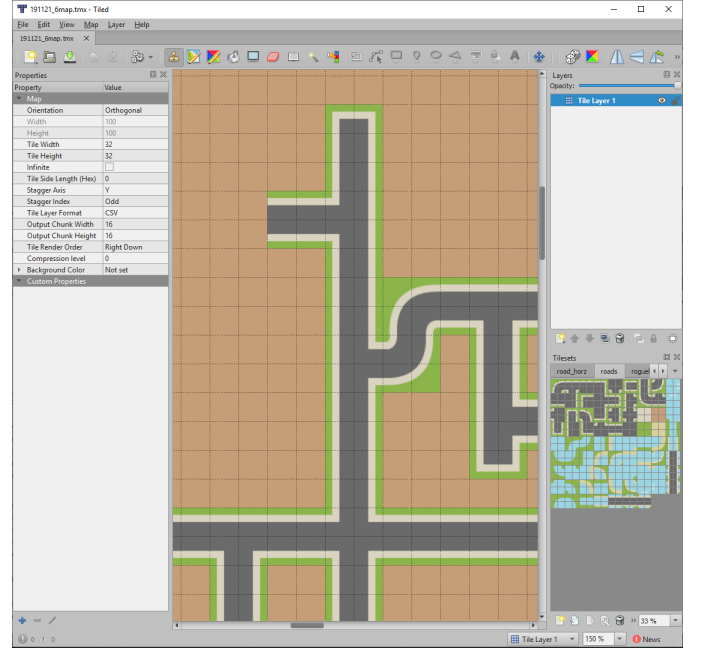 191121_6map.tmx - Tiled
File Edit View Map Layer Help
191121_6map.tmx
Properties
Property Value
Map
Orientation Orthogonal
Width 100
Height 100
Tile Width 32
Tile Height 32
Infinite
Tile Side Length (Hex) 0
Stagger Axis Y
Stagger Index Odd
Tile Layer Format CSV
Output Chunk Width 16
Output Chunk Height 16
Tile Render Order Right Down
Compression level 0
Background Color Not set
Custom Properties
Layers
Opacity:
Tile Layer 1
Tilesets
road_horz roads roguel
33 %
0 0
Tile Layer 1 150 % News